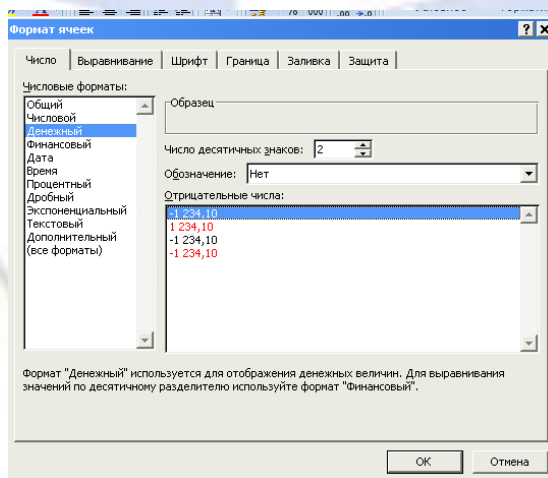 Формат ячеек
Число Выравнивание Шрифт Граница Заливка Защита
Числовые форматы:
Общий
Числовой
Денежный
Финансовый
Дата
Время
Процентный
Дробный
Экспоненциальный
Текстовый
Дополнительный
(все форматы)
Образец
Число десятичных знаков: 2
Обозначение: Нет
Отрицательные числа:
-1 234,10
1 234,10
-1 234,10
-1 234,10
Формат "Денежный" используется для отображения денежных величин. Для выравнивания
значений по десятичному разделителю используйте формат "Финансовый".
ОК Отмена